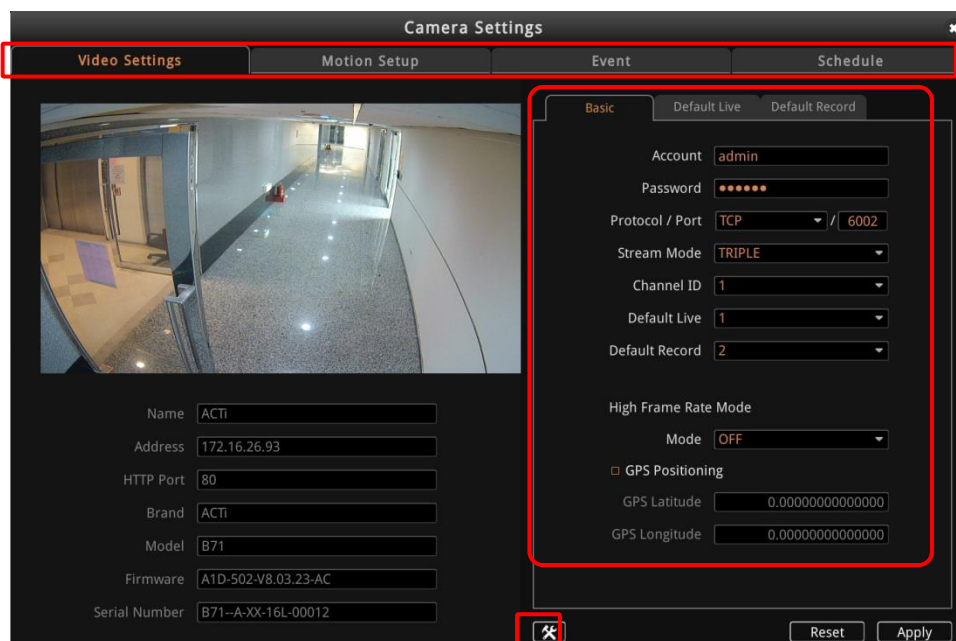 Camera Settings
Video Settings Motion Setup Event Schedule
Basic Default Live Default Record
Account admin
Password ●●●●●●
Protocol / Port TCP / 6002
Stream Mode TRIPLE
Channel ID 1
Default Live 1
Default Record 2
High Frame Rate Mode
Mode OFF
GPS Positioning
GPS Latitude 0.00000000000000
GPS Longitude 0.00000000000000
Name ACTi
Address 172.16.26.93
HTTP Port 80
Brand ACTi
Model B71
Firmware A1D-502-V8.03.23-AC
Serial Number B71--A-XX-16L-00012
Reset Apply